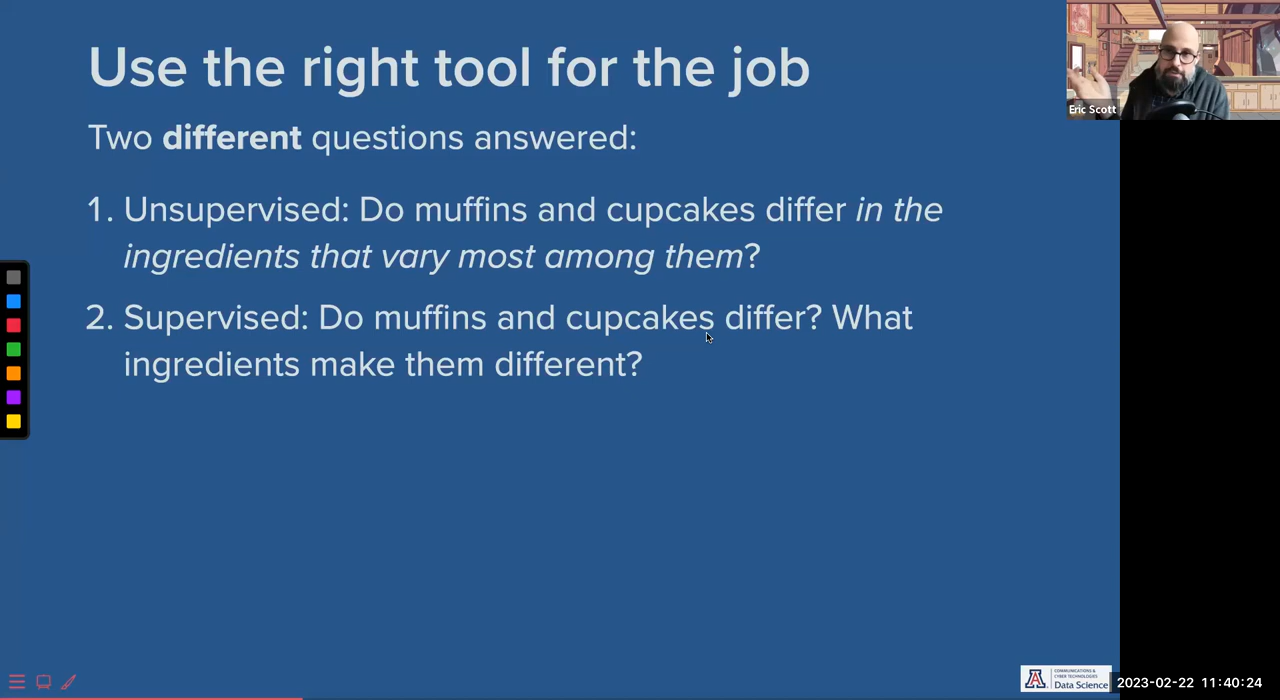 Use the right tool for the job
Two different questions answered:
1. Unsupervised: Do muffins and cupcakes differ in the
ingredients that vary most among them?
2. Supervised: Do muffins and cupcakes differ? What
ingredients make them different?
Eric Scott
COMMUNICATIONS &
CYBER TECHNOLOGIES
Data Science
2023-02-22 11:40:24